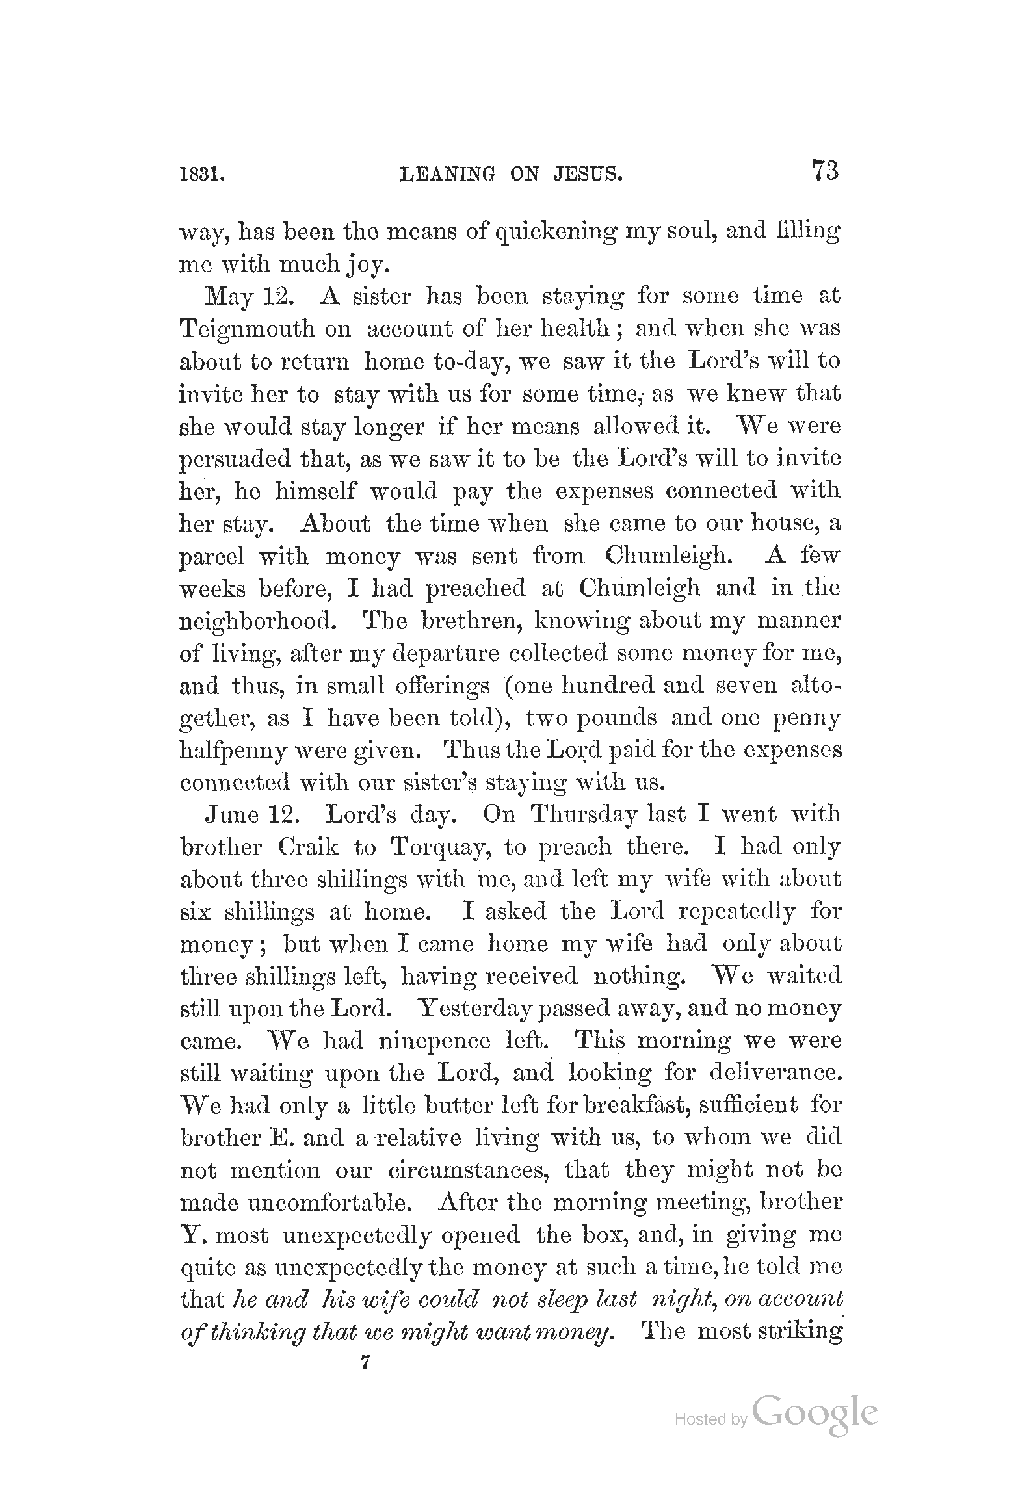 1831. LEANING ON JESUS. 73
way, has been the means of quickening my soul, and filling
me with much joy.
May 12. A sister has been staying for some time at
Teignmouth on account of her health; and when she was
about to return home to-day, we saw it the Lord's will to
invite her to stay with us for some time, as we knew that
she would stay longer if her means allowed it. We were
persuaded that, as we saw it to be the Lord's will to invite
her, he himself would pay the expenses connected with
her stay. About the time when she came to our house, a
parcel with money was sent from Chumleigh. A few
weeks before, I had preached at Chumleigh and in the
neighborhood. The brethren, knowing about my manner
of living, after my departure collected some money for me,
and thus, in small offerings (one hundred and seven alto-
gether, as I have been told), two pounds and one penny
halfpenny were given. Thus the Lord paid for the expenses
connected with our sister's staying with us.
June 12. Lord's day. On Thursday last I went with
brother Craik to Torquay, to preach there. I had only
about three shillings with me, and left my wife with about
six shillings at home. I asked the Lord repeatedly for
money; but when I came home my wife had only about
three shillings left, having received nothing. We waited
still upon the Lord. Yesterday passed away, and no money
came. We had ninepence left. This morning we were
still waiting upon the Lord, and looking for deliverance.
We had only a little butter left for breakfast, sufficient for
brother E. and a relative living with us, to whom we did
not mention our circumstances, that they might not be
made uncomfortable. After the morning meeting, brother
Y. most unexpectedly opened the box, and, in giving me
quite as unexpectedly the money at such a time, he told me
that he and his wife could not sleep last night, on account
of thinking that we might want money. The most striking
7
Hosted by Google